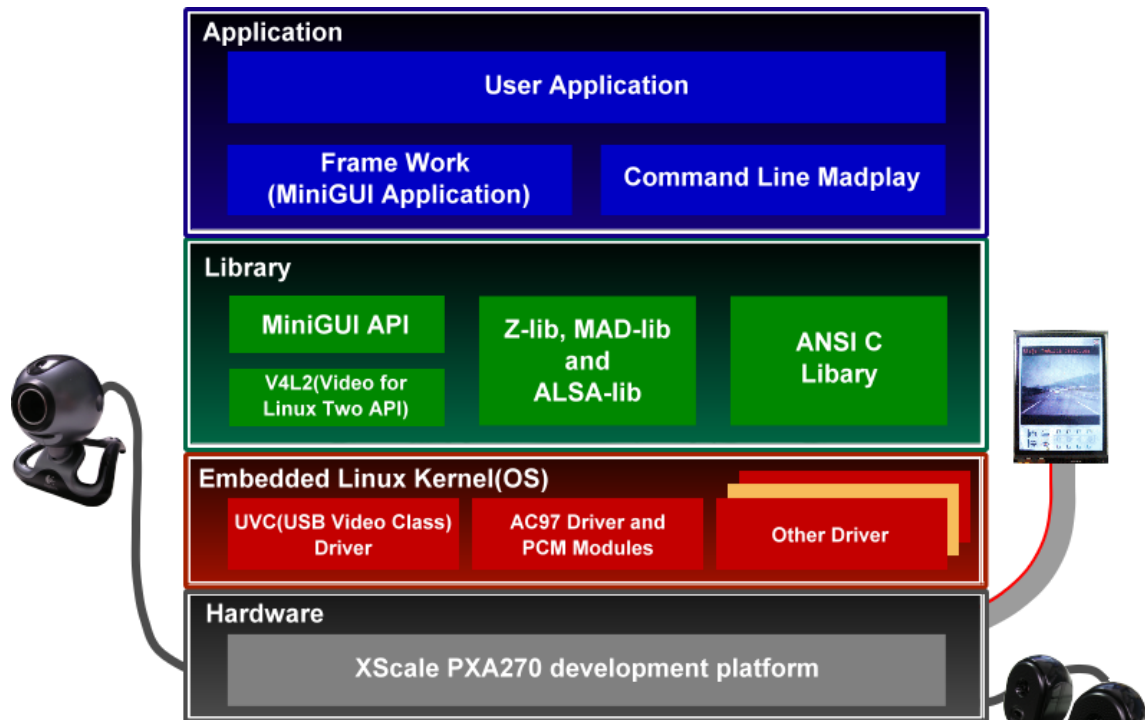 Application
User Application
Frame Work
(MiniGUI Application)
Command Line Madplay
Library
MiniGUI API
V4L2(Video for
Linux Two API)
Z-lib, MAD-lib
and
ALSA-lib
ANSI C
Libary
Embedded Linux Kernel(OS)
UVC(USB Video Class)
Driver
AC97 Driver and
PCM Modules
Other Driver
Hardware
XScale PXA270 development platform